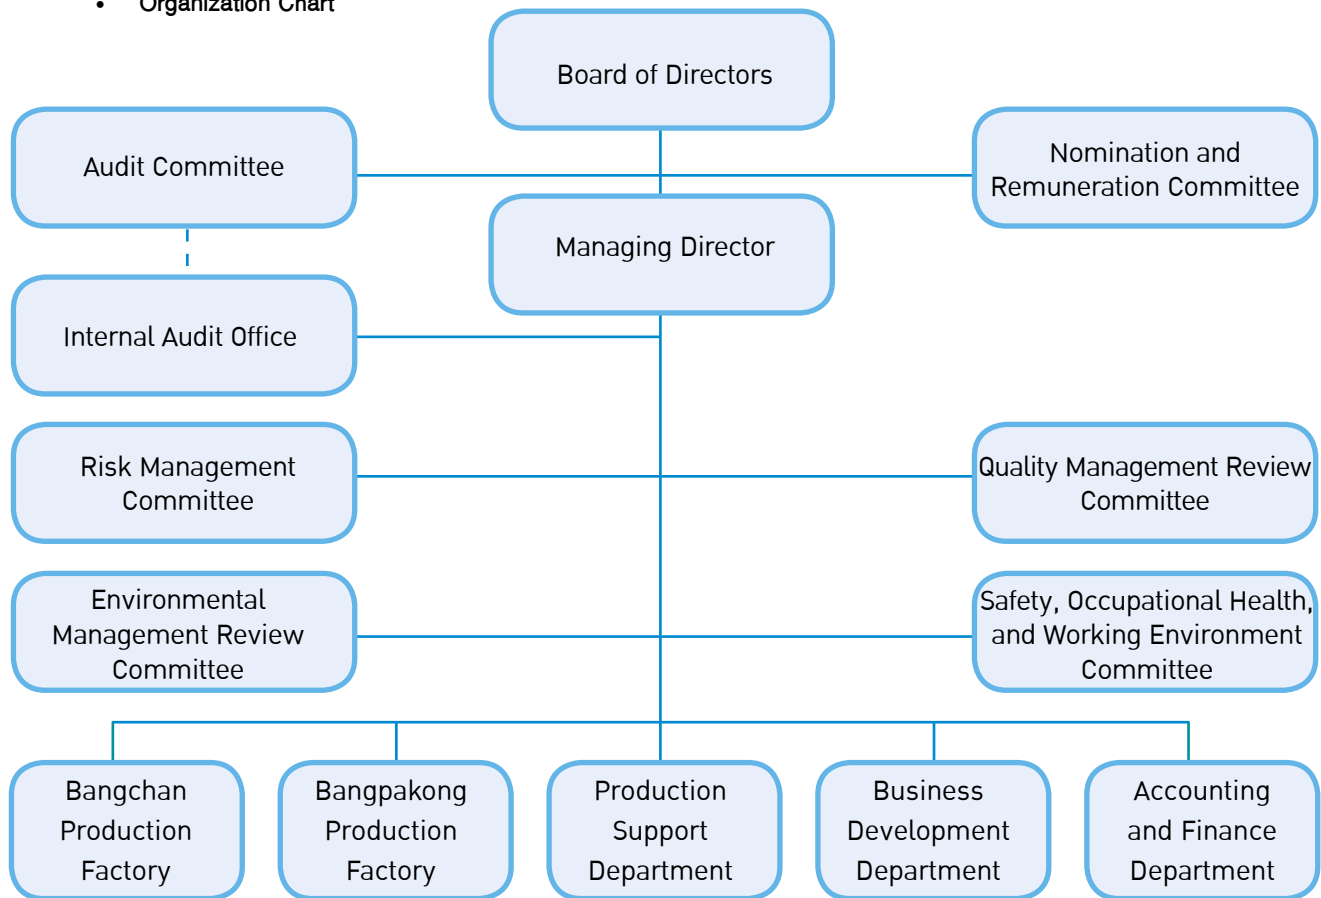 • Organization Chart
Board of Directors
Audit Committee
Nomination and
Remuneration Committee
Managing Director
Internal Audit Office
Risk Management
Committee
Quality Management Review
Committee
Environmental
Management Review
Committee
Safety, Occupational Health,
and Working Environment
Committee
Bangchan
Production
Factory
Bangpakong
Production
Factory
Production
Support
Department
Business
Development
Department
Accounting
and Finance
Department